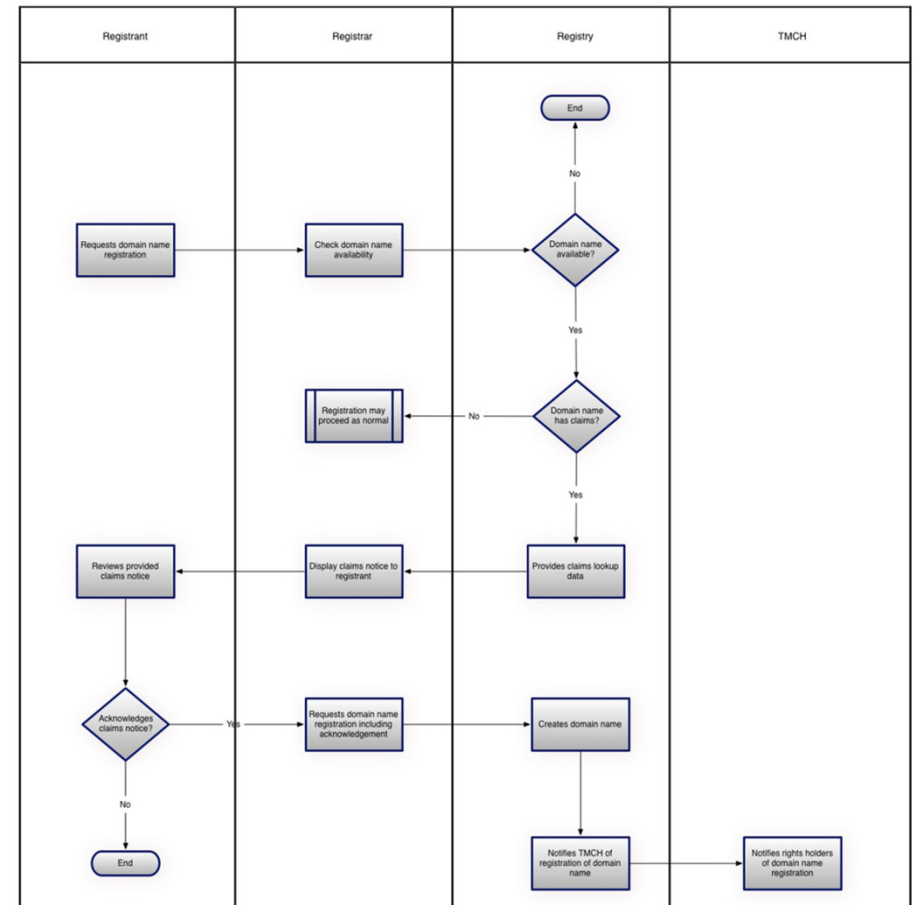 Registrant
Registrar
Registry
TMCH
End
No
Requests domain name
registration
Check domain name
availability
Domain name
available?
Yes
Registration may
proceed as normal
No
Domain name
has claims?
Yes
Reviews provided
claims notice
Display claims notice to
registrant
Provides claims lookup
data
Acknowledges
claims notice?
Yes
Requests domain name
registration including
acknowledgement
Creates domain name
No
End
Notifies TMCH of
registration of domain
name
Notifies rights holders
of domain name
registration